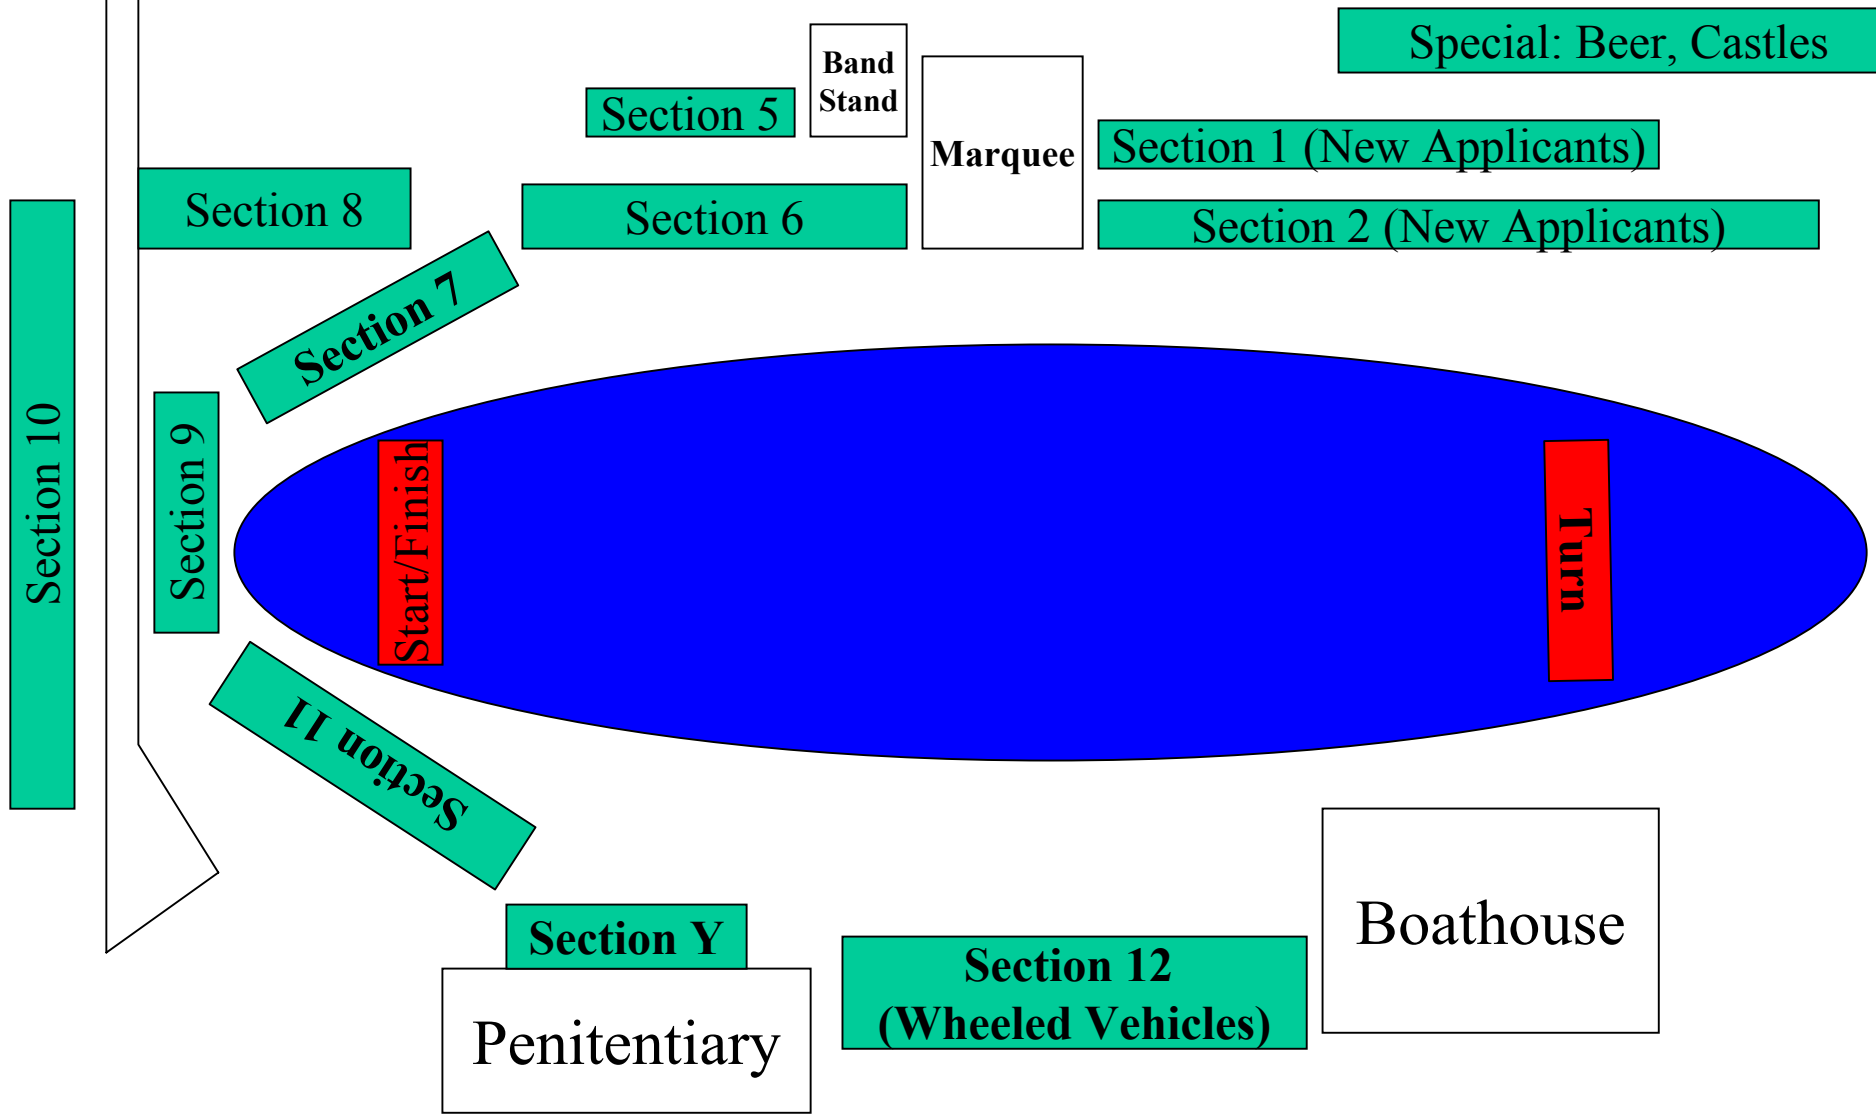 Special: Beer, Castles
Band
Stand
Section 5
Marquee
Section 1 (New Applicants)
Section 8
Section 6
Section 2 (New Applicants)
Section 7
Section 10
Section 9
Start/Finish
Turn
Section 11
Section Y
Penitentiary
Section 12
(Wheeled Vehicles)
Boathouse